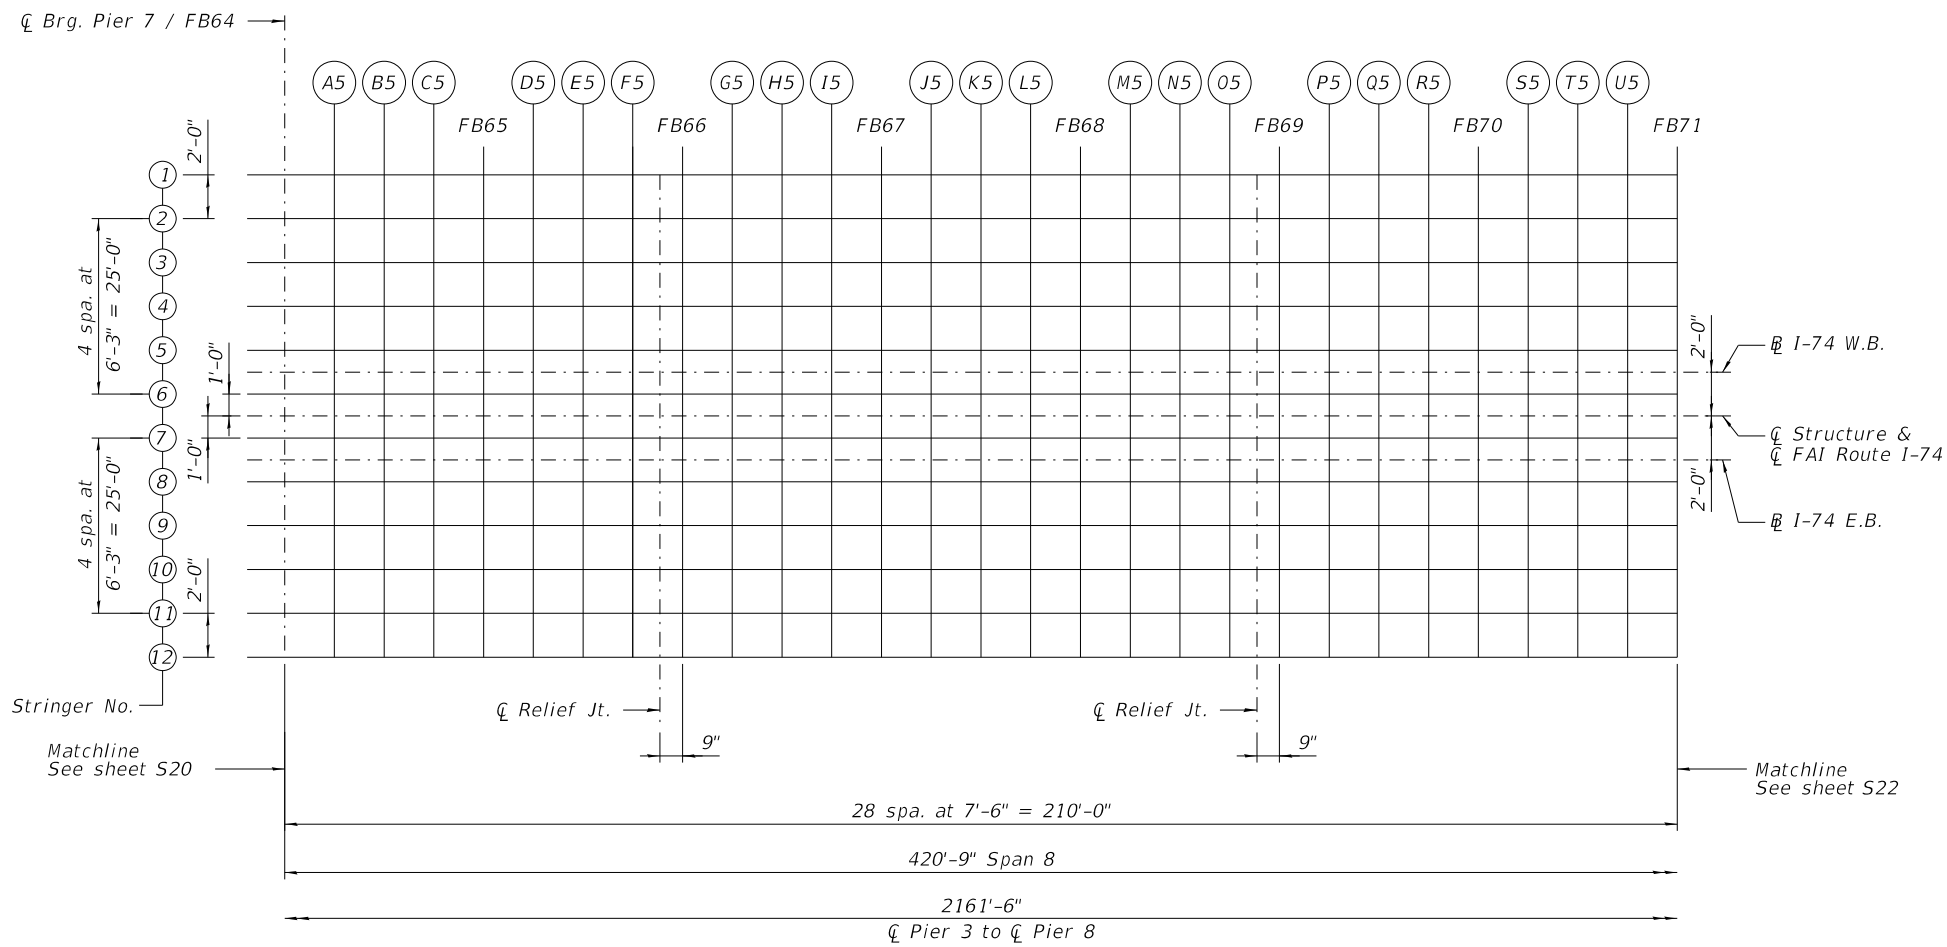 ℄ Brg. Pier 7 / FB64
A5 B5 C5 D5 E5 F5 G5 H5 I5 J5 K5 L5 M5 N5 O5 P5 Q5 R5 S5 T5 U5
FB65 FB66 FB67 FB68 FB69 FB70 FB71
2'-0"
1
2
3
4
5
6
7
8
9
10
11
12
4 spa. at
6'-3" = 25'-0"
1'-0"
1'-0"
4 spa. at
6'-3" = 25'-0"
2'-0"
Stringer No.
2'-0"
B̵L I-74 W.B.
℄ Structure &
℄ FAI Route I-74
2'-0"
B̵L I-74 E.B.
℄ Relief Jt.
℄ Relief Jt.
9"
9"
Matchline
See sheet S20
Matchline
See sheet S22
28 spa. at 7'-6" = 210'-0"
420'-9" Span 8
2161'-6"
℄ Pier 3 to ℄ Pier 8